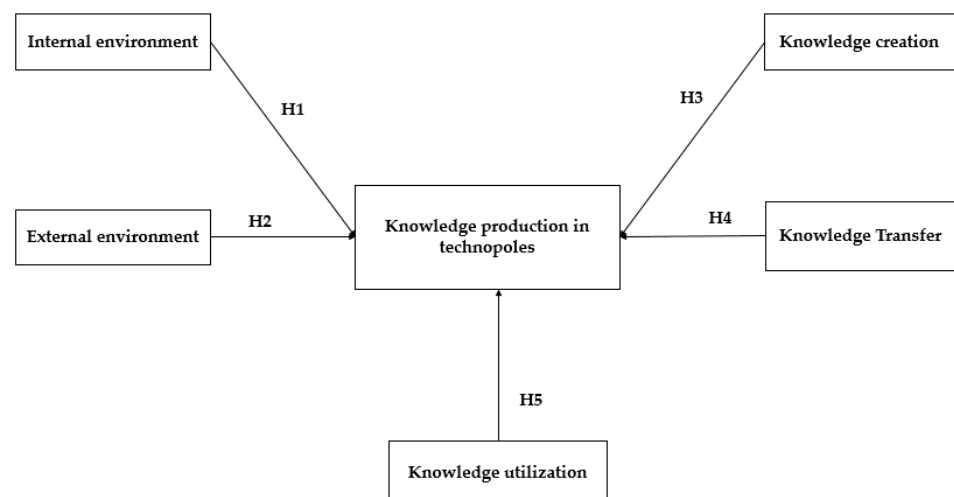 Internal environment
Knowledge creation
H1
H3
External environment
H2
Knowledge production in
technopoles
H4
Knowledge Transfer
H5
Knowledge utilization